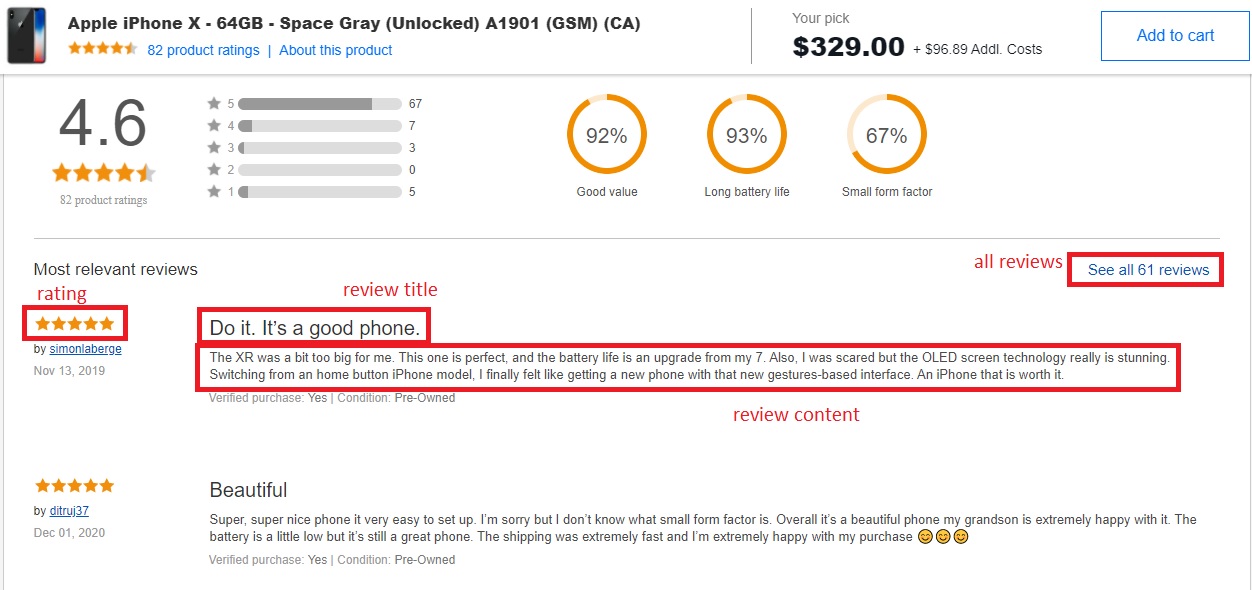 Apple iPhone X - 64GB - Space Gray (Unlocked) A1901 (GSM) (CA)
82 product ratings | About this product
Your pick
$329.00 + $96.89 Addl. Costs
Add to cart
4.6
82 product ratings
5 67
4 7
3 3
2 0
1 5
92%
Good value
93%
Long battery life
67%
Small form factor
Most relevant reviews
all reviews
See all 61 reviews
rating
review title
by simonlaberge
Nov 13, 2019
Do it. It's a good phone.
The XR was a bit too big for me. This one is perfect, and the battery life is an upgrade from my 7. Also, I was scared but the OLED screen technology really is stunning.
Switching from an home button iPhone model, I finally felt like getting a new phone with that new gestures-based interface. An iPhone that is worth it.
Verified purchase: Yes | Condition: Pre-Owned
review content
by ditruj37
Dec 01, 2020
Beautiful
Super, super nice phone it very easy to set up. I'm sorry but I don't know what small form factor is. Overall it's a beautiful phone my grandson is extremely happy with it. The
battery is a little low but it's still a great phone. The shipping was extremely fast and I'm extremely happy with my purchase 😊😊😊
Verified purchase: Yes | Condition: Pre-Owned